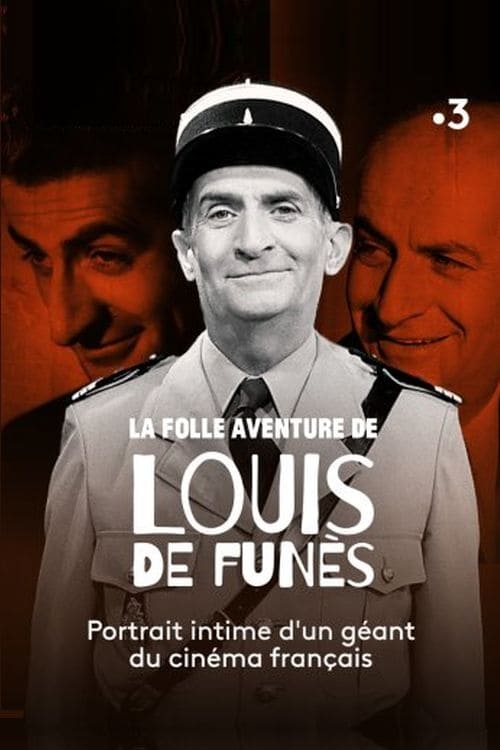 •3
LA FOLLE AVENTURE DE
LOUIS
DE FUNÈS
Portrait intime d'un géant
du cinéma français